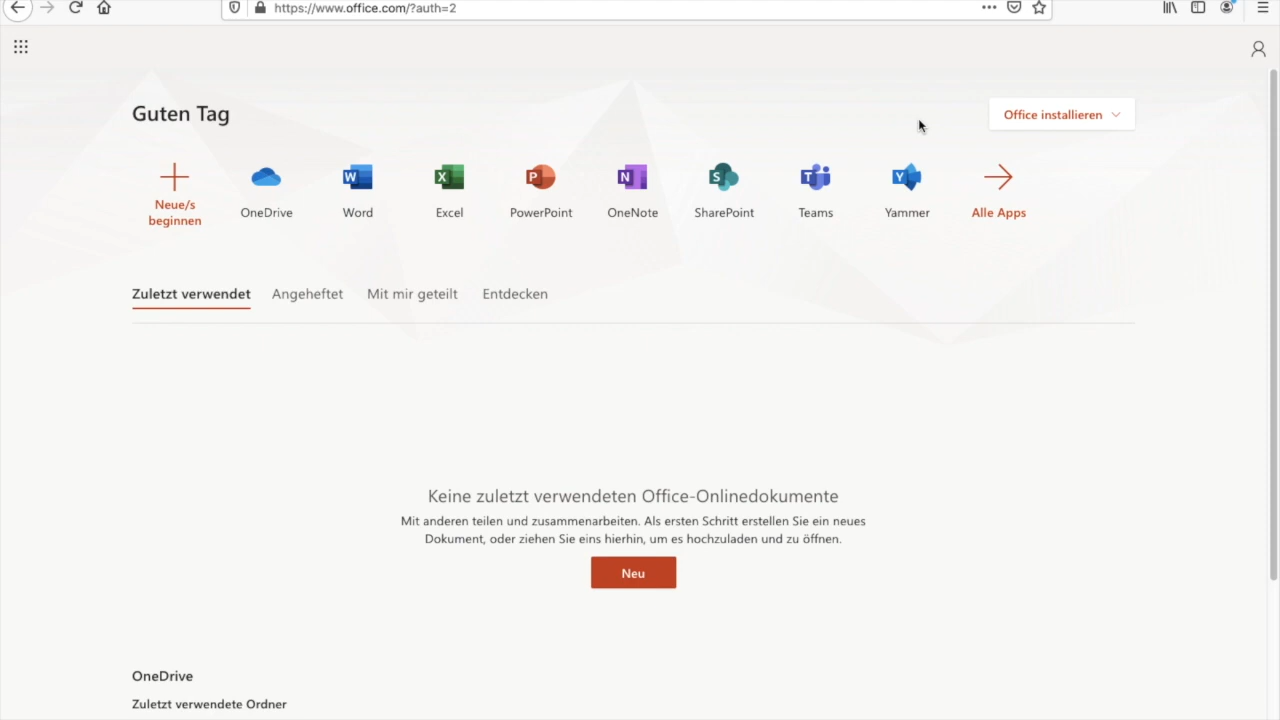 https://www.office.com/?auth=2
Guten Tag
Office installieren
Neue/s
beginnen
OneDrive
Word
Excel
PowerPoint
OneNote
SharePoint
Teams
Yammer
Alle Apps
Zuletzt verwendet
Angeheftet
Mit mir geteilt
Entdecken
Keine zuletzt verwendeten Office-Onlinedokumente
Mit anderen teilen und zusammenarbeiten. Als ersten Schritt erstellen Sie ein neues
Dokument, oder ziehen Sie eins hierhin, um es hochzuladen und zu öffnen.
Neu
OneDrive
Zuletzt verwendete Ordner